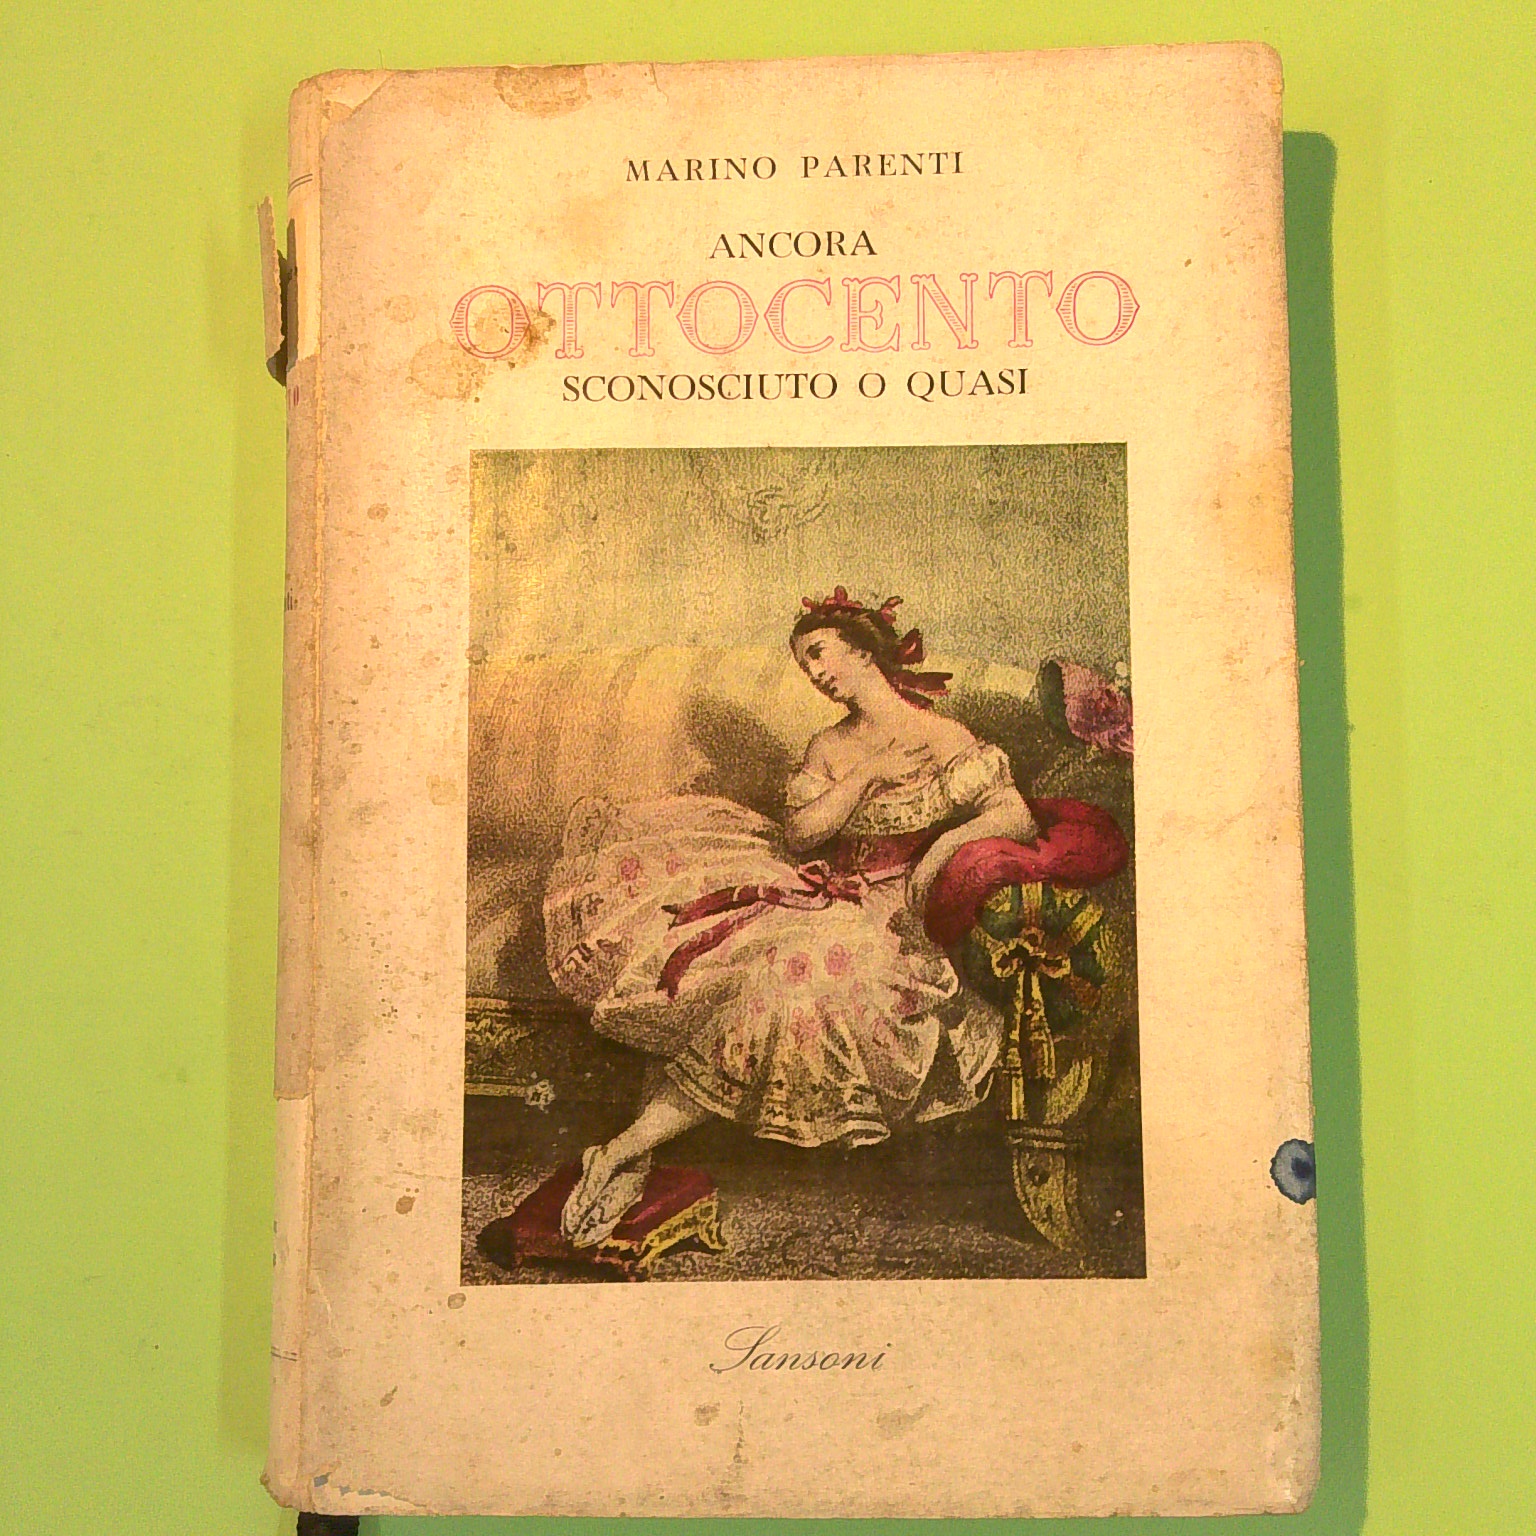 MARINO PARENTI
ANCORA
OTTOCENTO
SCONOSCIUTO O QUASI
Sansoni